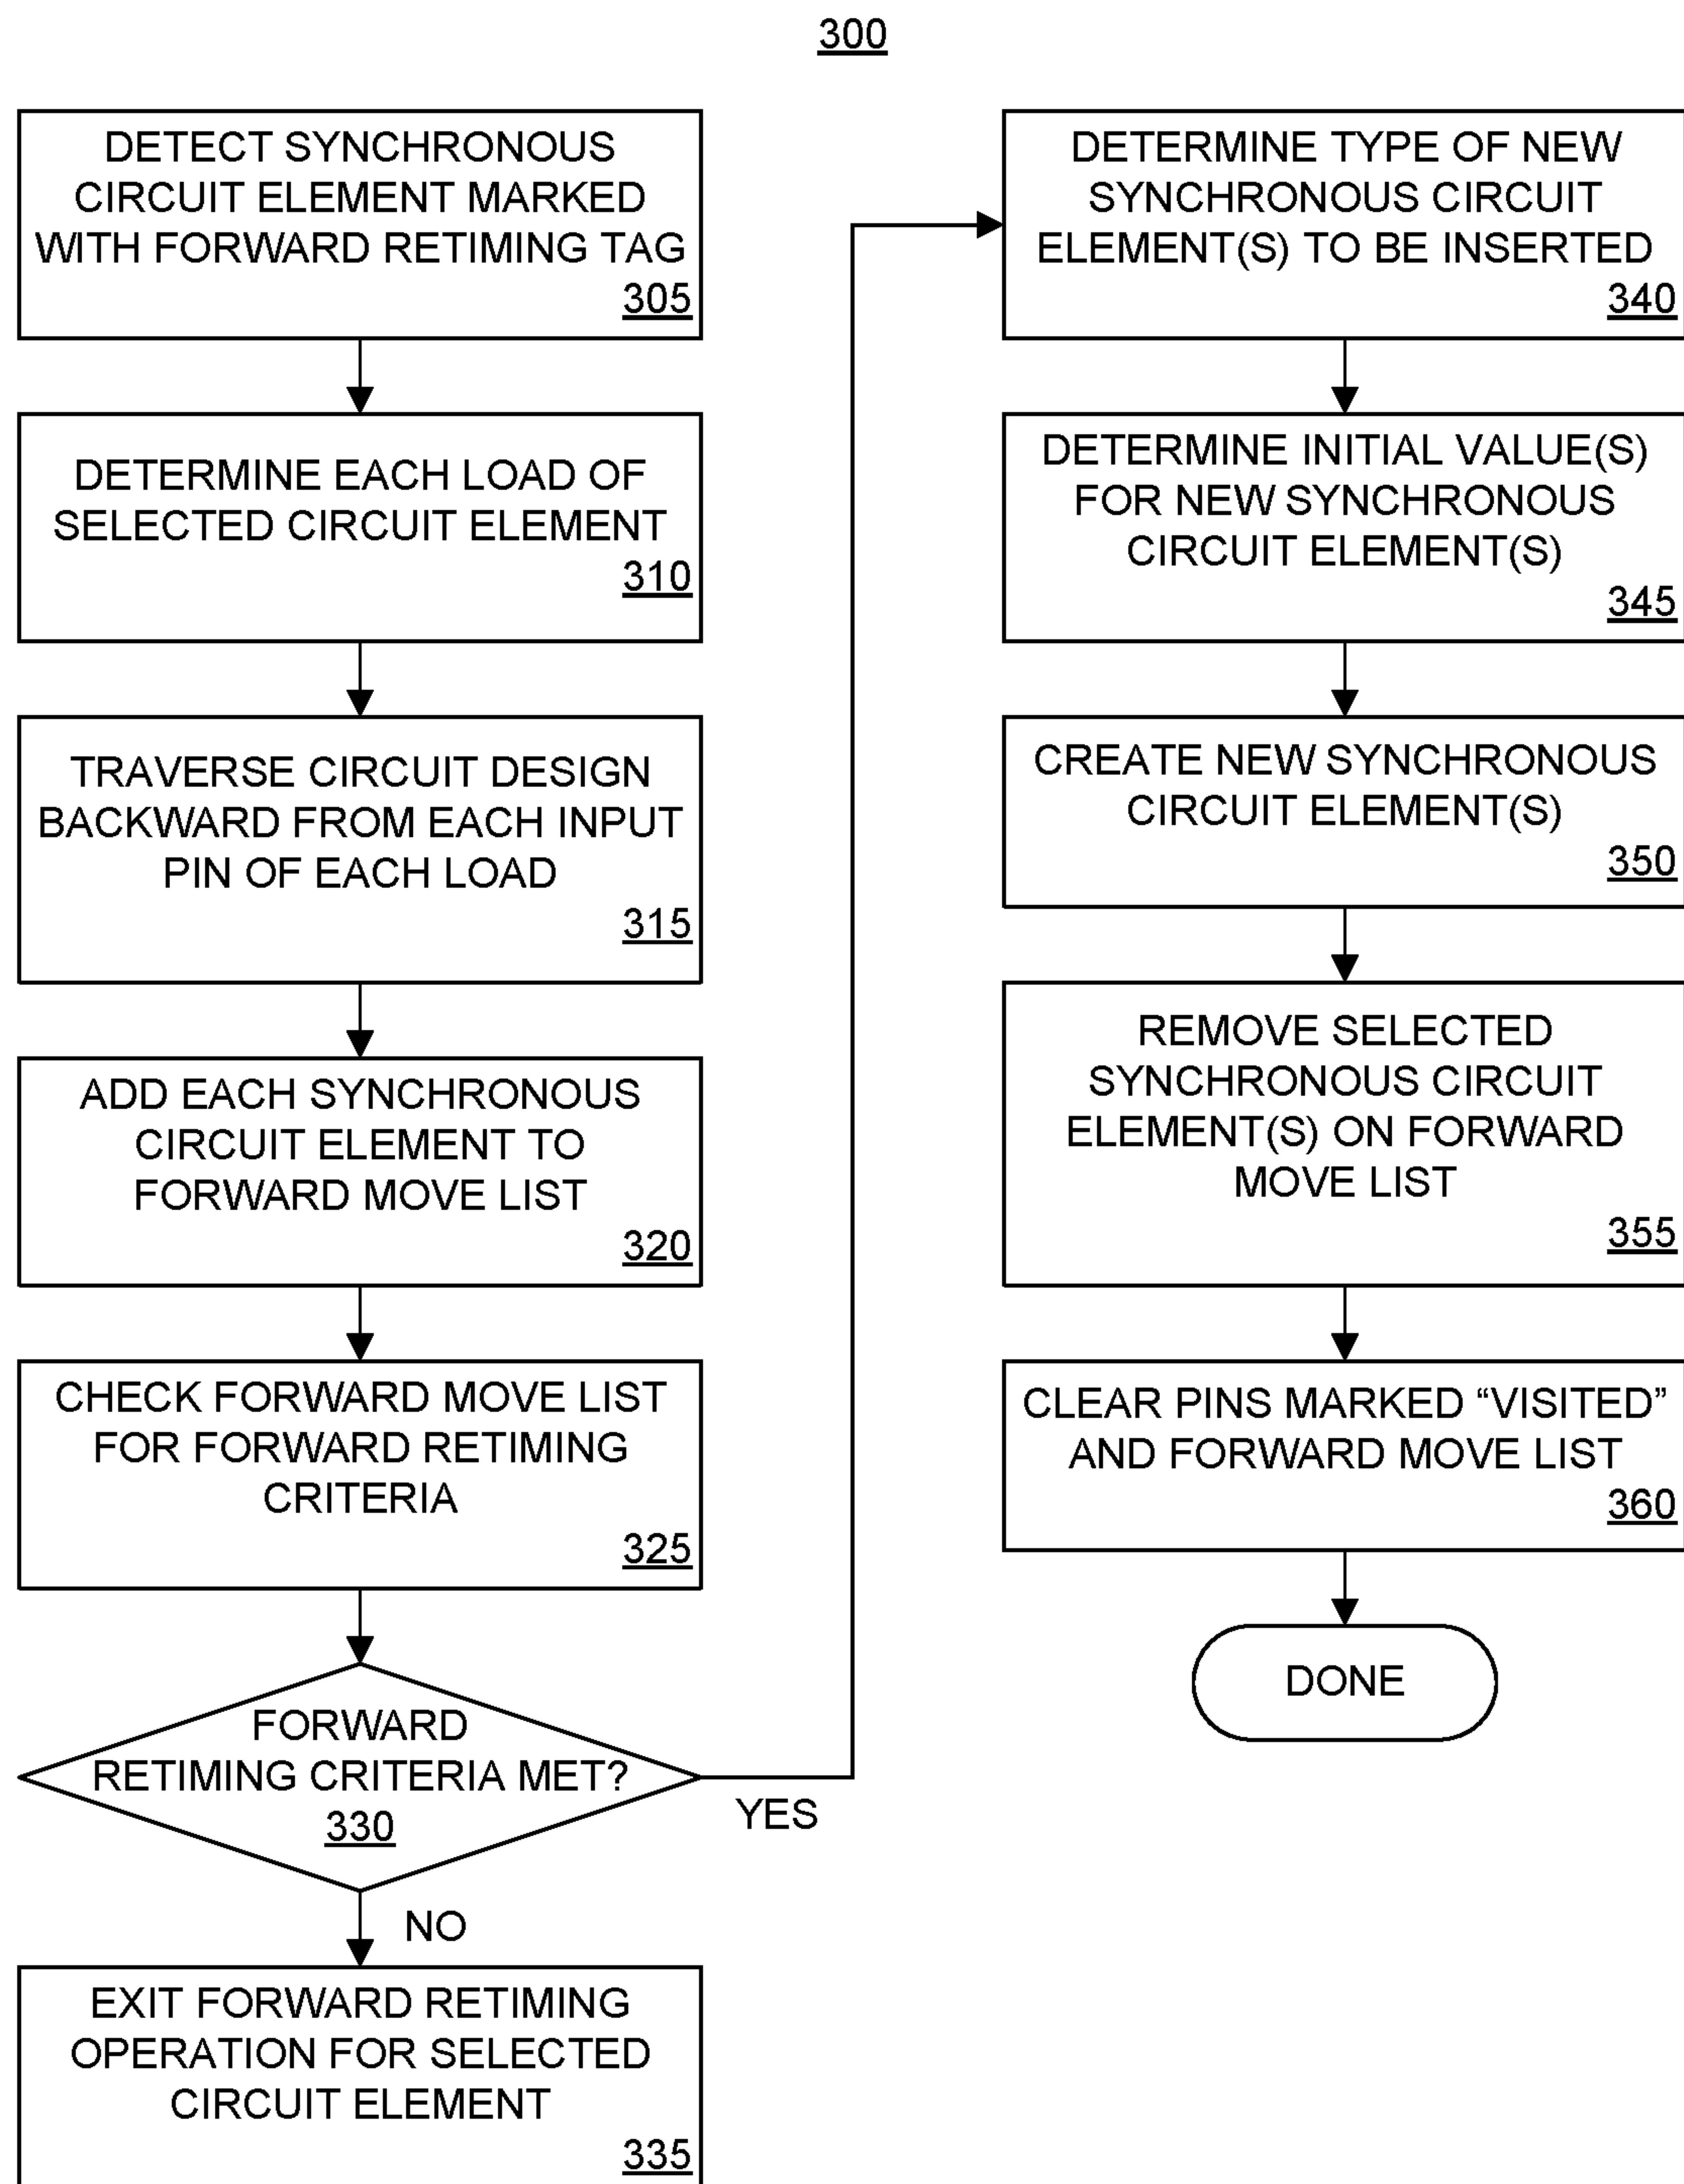 300
DETECT SYNCHRONOUS
CIRCUIT ELEMENT MARKED
WITH FORWARD RETIMING TAG
305
DETERMINE EACH LOAD OF
SELECTED CIRCUIT ELEMENT
310
TRAVERSE CIRCUIT DESIGN
BACKWARD FROM EACH INPUT
PIN OF EACH LOAD
315
ADD EACH SYNCHRONOUS
CIRCUIT ELEMENT TO
FORWARD MOVE LIST
320
CHECK FORWARD MOVE LIST
FOR FORWARD RETIMING
CRITERIA
325
FORWARD
RETIMING CRITERIA MET?
330
YES
NO
EXIT FORWARD RETIMING
OPERATION FOR SELECTED
CIRCUIT ELEMENT
335
DETERMINE TYPE OF NEW
SYNCHRONOUS CIRCUIT
ELEMENT(S) TO BE INSERTED
340
DETERMINE INITIAL VALUE(S)
FOR NEW SYNCHRONOUS
CIRCUIT ELEMENT(S)
345
CREATE NEW SYNCHRONOUS
CIRCUIT ELEMENT(S)
350
REMOVE SELECTED
SYNCHRONOUS CIRCUIT
ELEMENT(S) ON FORWARD
MOVE LIST
355
CLEAR PINS MARKED “VISITED”
AND FORWARD MOVE LIST
360
DONE